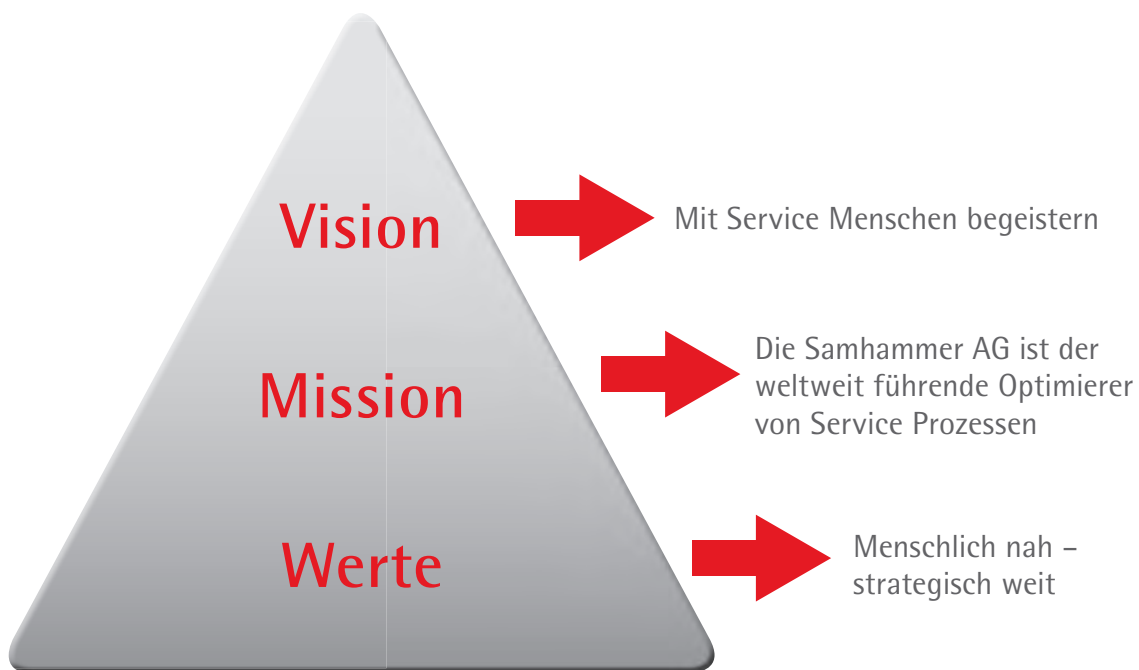 Vision
Mit Service Menschen begeistern
Mission
Die Samhammer AG ist der
weltweit führende Optimierer
von Service Prozessen
Werte
Menschlich nah –
strategisch weit